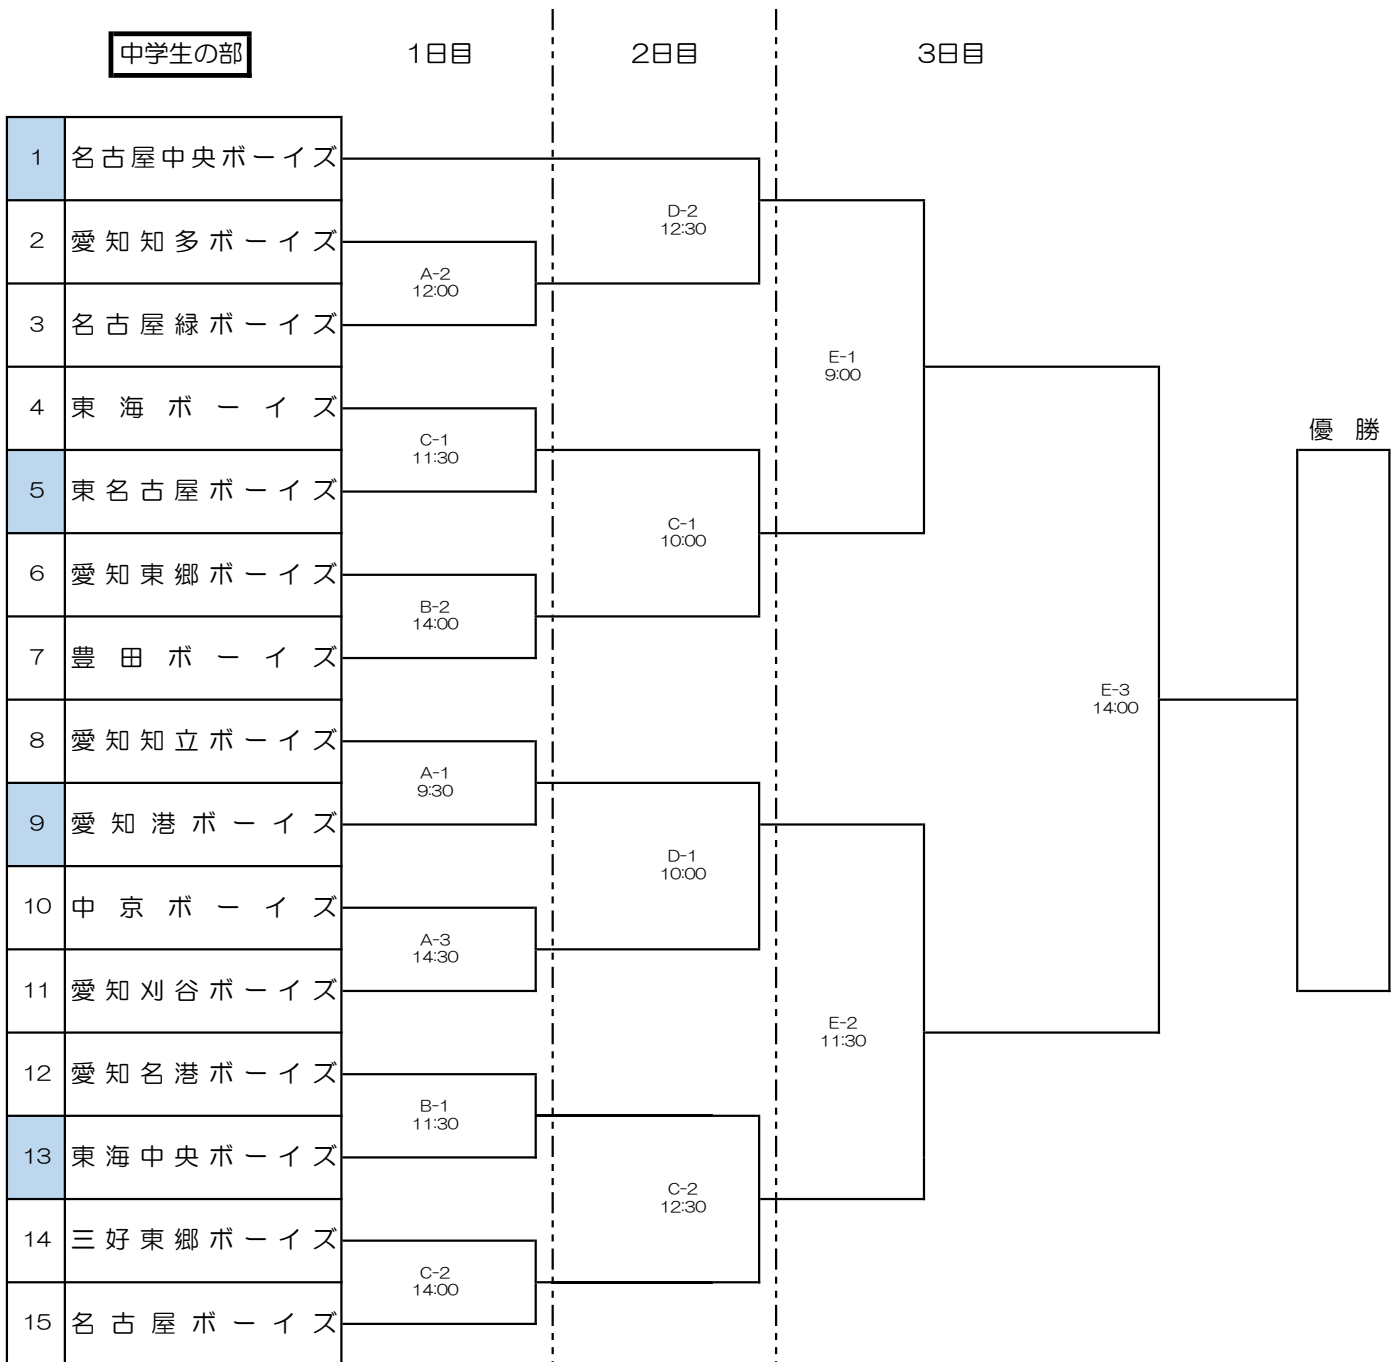 中学生の部 1日目 2日目 3日目
1 名古屋中央ボーイズ
D-2
12:30
2 愛知知多ボーイズ
A-2
12:00
3 名古屋緑ボーイズ
E-1
9:00
4 東海ボーイズ
C-1
11:30
優勝
5 東名古屋ボーイズ
C-1
10:00
6 愛知東郷ボーイズ
B-2
14:00
7 豊田ボーイズ
E-3
14:00
8 愛知知立ボーイズ
A-1
9:30
9 愛知港ボーイズ
D-1
10:00
10 中京ボーイズ
A-3
14:30
11 愛知刈谷ボーイズ
E-2
11:30
12 愛知名港ボーイズ
B-1
11:30
13 東海中央ボーイズ
C-2
12:30
14 三好東郷ボーイズ
C-2
14:00
15 名古屋ボーイズ